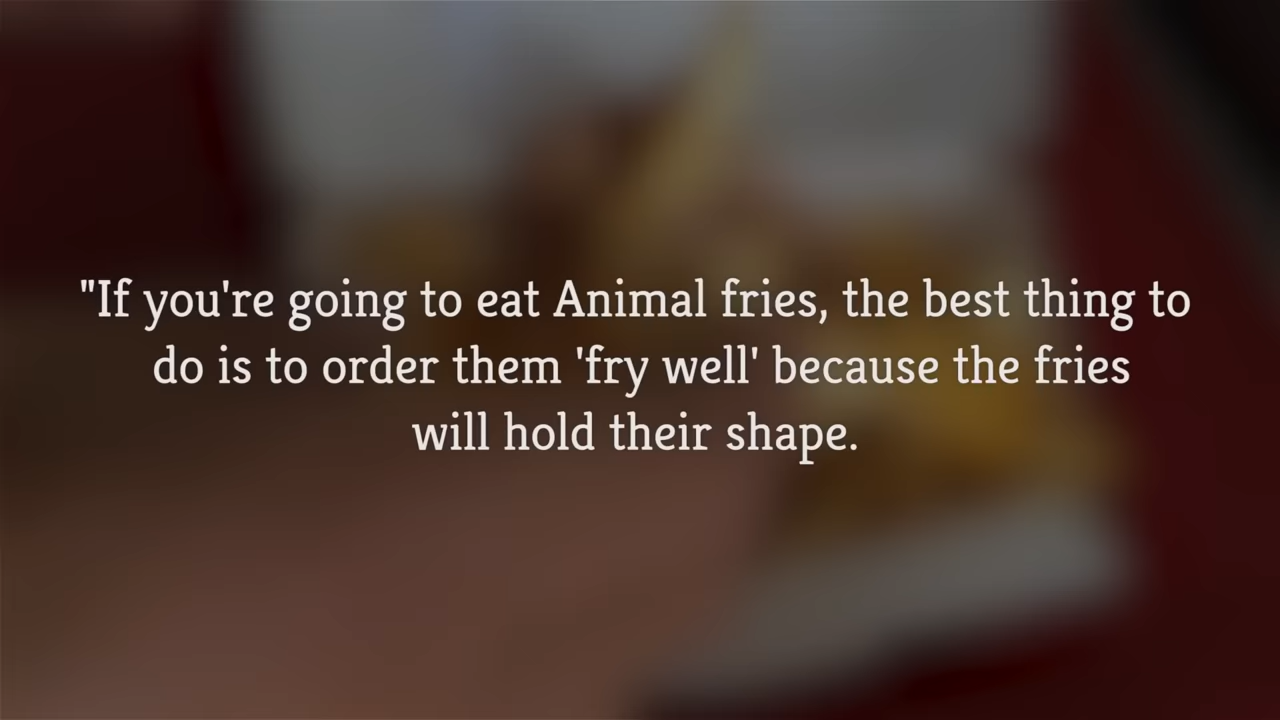 "If you're going to eat Animal fries, the best thing to
do is to order them 'fry well' because the fries
will hold their shape.